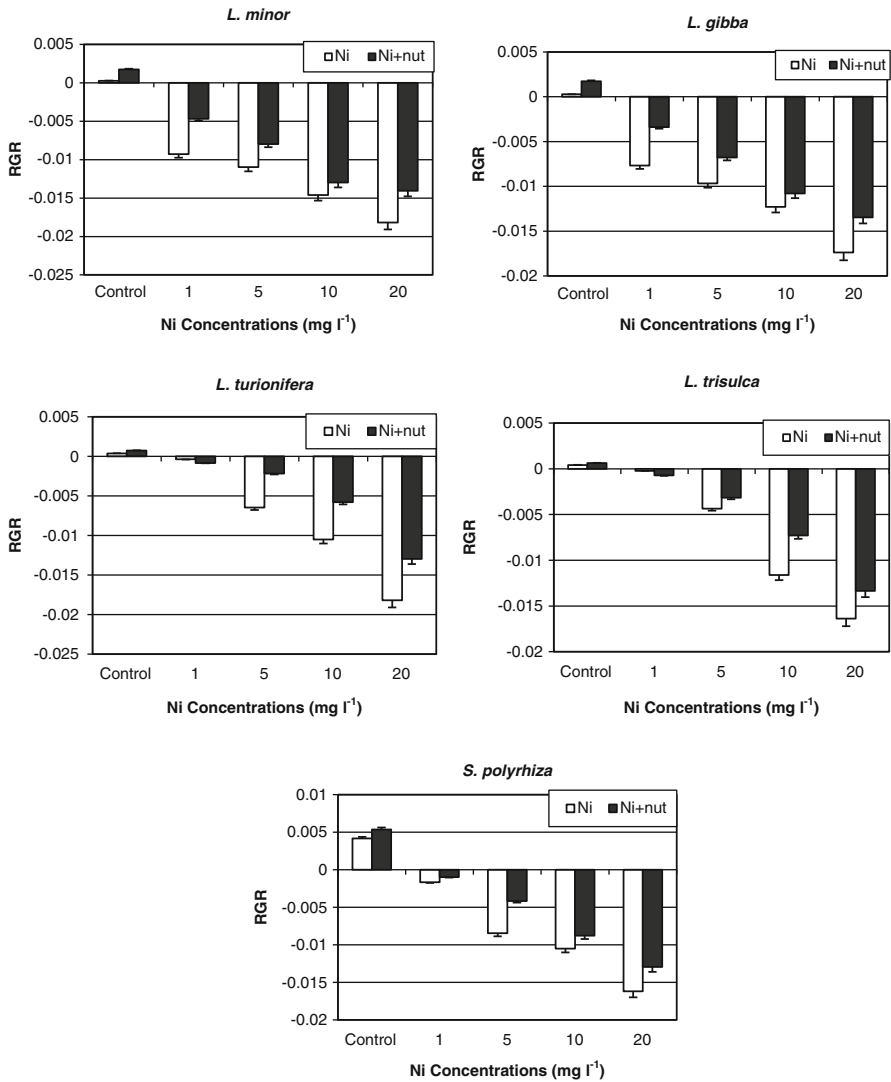 L. minor
Ni Ni+nut
0.005
0
-0.005
-0.01
-0.015
-0.02
-0.025
RGR
Control 1 5 10 20
Ni Concentrations (mg l⁻¹)
L. gibba
Ni Ni+nut
0.005
0
-0.005
-0.01
-0.015
-0.02
RGR
Control 1 5 10 20
Ni Concentrations (mg l⁻¹)
L. turionifera
Ni Ni+nut
0.005
0
-0.005
-0.01
-0.015
-0.02
-0.025
RGR
Control 1 5 10 20
Ni Concentrations (mg l⁻¹)
L. trisulca
Ni Ni+nut
0.005
0
-0.005
-0.01
-0.015
-0.02
RGR
Control 1 5 10 20
Ni Concentrations (mg l⁻¹)
S. polyrhiza
Ni Ni+nut
0.01
0.005
0
-0.005
-0.01
-0.015
-0.02
RGR
Control 1 5 10 20
Ni Concentrations (mg l⁻¹)